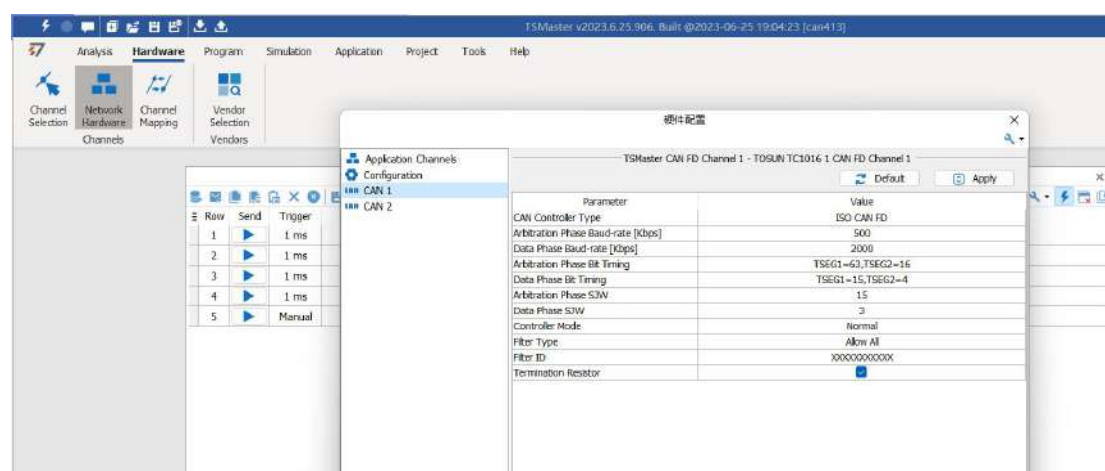 TSMaster v2023.6.25.906. Built @2023-06-25 19:04:23 [can413]
Analysis Hardware Program Simulation Application Project Tools Help
Channel Selection
Network Hardware
Channel Mapping
Vendor Selection
Channels
Vendors
硬件配置
Application Channels
Configuration
CAN 1
CAN 2
TSMaster CAN FD Channel 1 - TOSUN TC1016 1 CAN FD Channel 1
Default Apply
Parameter Value
CAN Controller Type ISO CAN FD
Arbitration Phase Baud-rate [Kbps] 500
Data Phase Baud-rate [Kbps] 2000
Arbitration Phase Bit Timing TSEG1=63,TSEG2=16
Data Phase Bit Timing TSEG1=15,TSEG2=4
Arbitration Phase SJW 15
Data Phase SJW 3
Controller Mode Normal
Filter Type Allow All
Filter ID XXXXXXXXXXX
Termination Resistor
Row Send Trigger
1 1 ms
2 1 ms
3 1 ms
4 1 ms
5 Manual